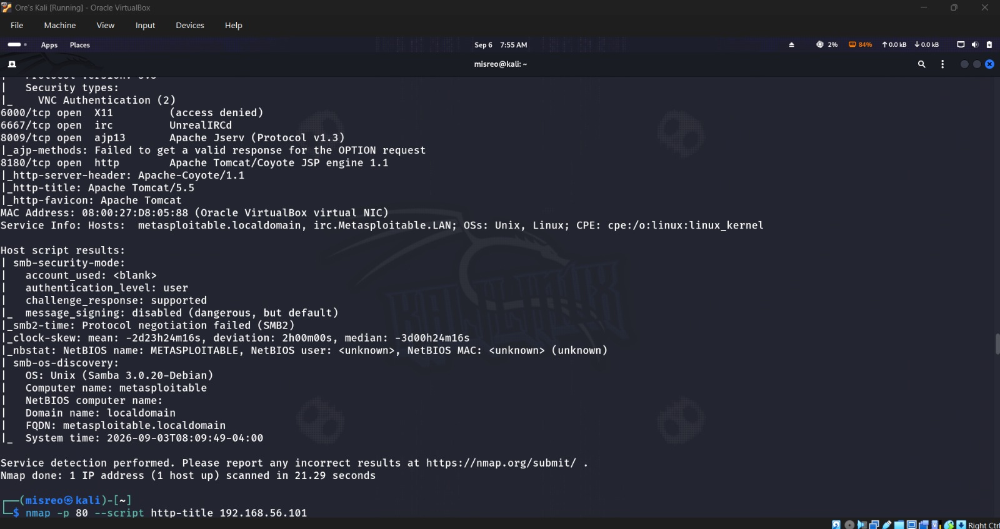 Ore's Kali [Running] - Oracle VirtualBox
File Machine View Input Devices Help
Apps Places Sep 6 7:55 AM 2% 84% ↑0.0 kB ↓0.0 kB
misreo@kali: ~
| Protocol version: 3.3
|   Security types:
|_    VNC Authentication (2)
6000/tcp open  X11         (access denied)
6667/tcp open  irc         UnrealIRCd
8009/tcp open  ajp13       Apache Jserv (Protocol v1.3)
|_ajp-methods: Failed to get a valid response for the OPTION request
8180/tcp open  http        Apache Tomcat/Coyote JSP engine 1.1
|_http-server-header: Apache-Coyote/1.1
|_http-title: Apache Tomcat/5.5
|_http-favicon: Apache Tomcat
MAC Address: 08:00:27:D8:05:88 (Oracle VirtualBox virtual NIC)
Service Info: Hosts:  metasploitable.localdomain, irc.Metasploitable.LAN; OSs: Unix, Linux; CPE: cpe:/o:linux:linux_kernel
Host script results:
| smb-security-mode:
|   account_used: <blank>
|   authentication_level: user
|   challenge_response: supported
|_  message_signing: disabled (dangerous, but default)
|_smb2-time: Protocol negotiation failed (SMB2)
|_clock-skew: mean: -2d23h24m16s, deviation: 2h00m00s, median: -3d00h24m16s
|_nbstat: NetBIOS name: METASPLOITABLE, NetBIOS user: <unknown>, NetBIOS MAC: <unknown> (unknown)
| smb-os-discovery:
|   OS: Unix (Samba 3.0.20-Debian)
|   Computer name: metasploitable
|   NetBIOS computer name:
|   Domain name: localdomain
|   FQDN: metasploitable.localdomain
|_  System time: 2026-09-03T08:09:49-04:00
Service detection performed. Please report any incorrect results at https://nmap.org/submit/ .
Nmap done: 1 IP address (1 host up) scanned in 21.29 seconds
┌──(misreo㉿kali)-[~]
└─$ nmap -p 80 --script http-title 192.168.56.101
KALI LINUX
Right Ctrl